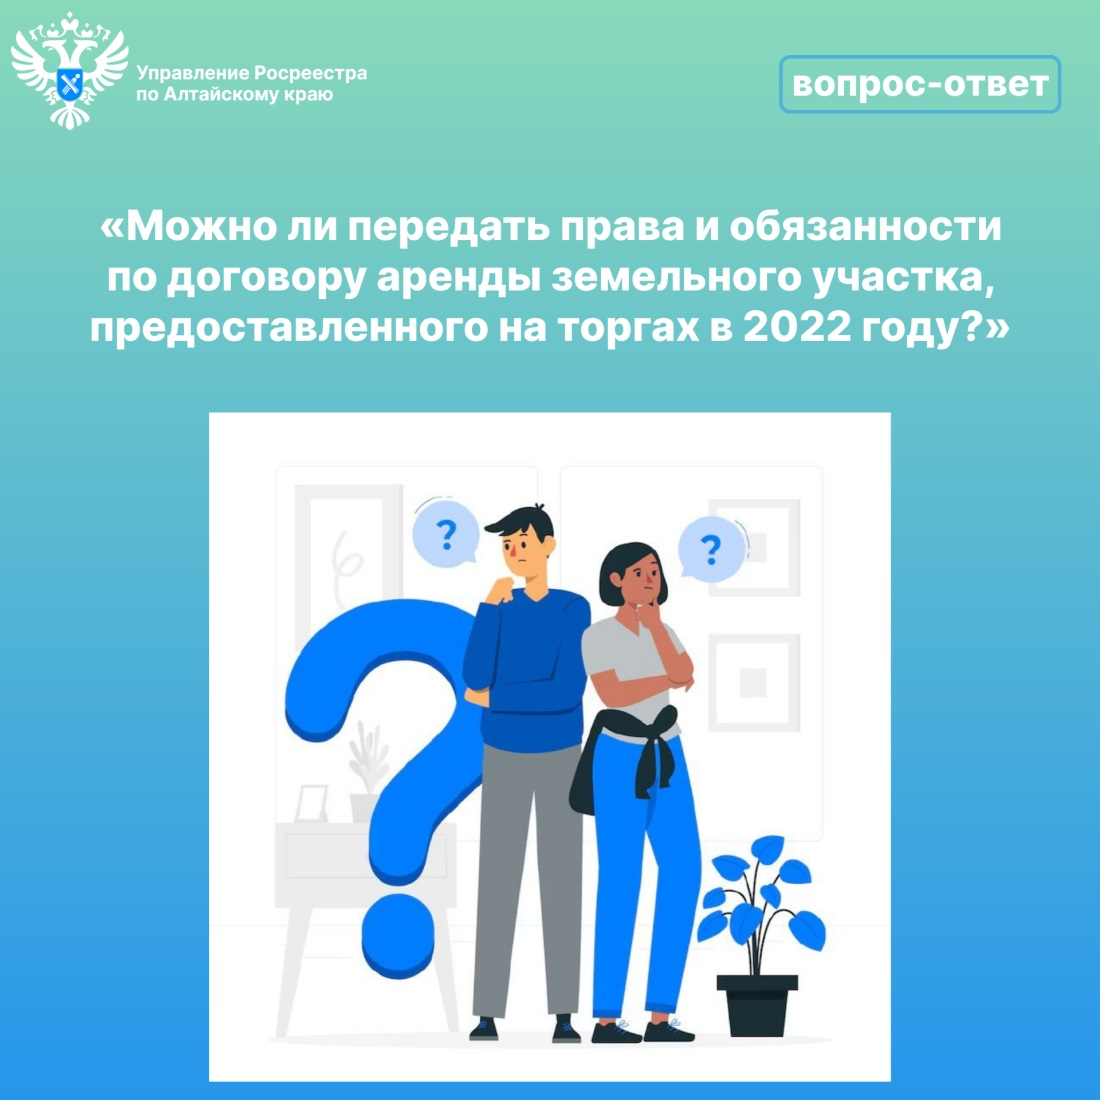 Управление Росреестра
по Алтайскому краю
вопрос-ответ
«Можно ли передать права и обязанности
по договору аренды земельного участка,
предоставленного на торгах в 2022 году?»
?
?